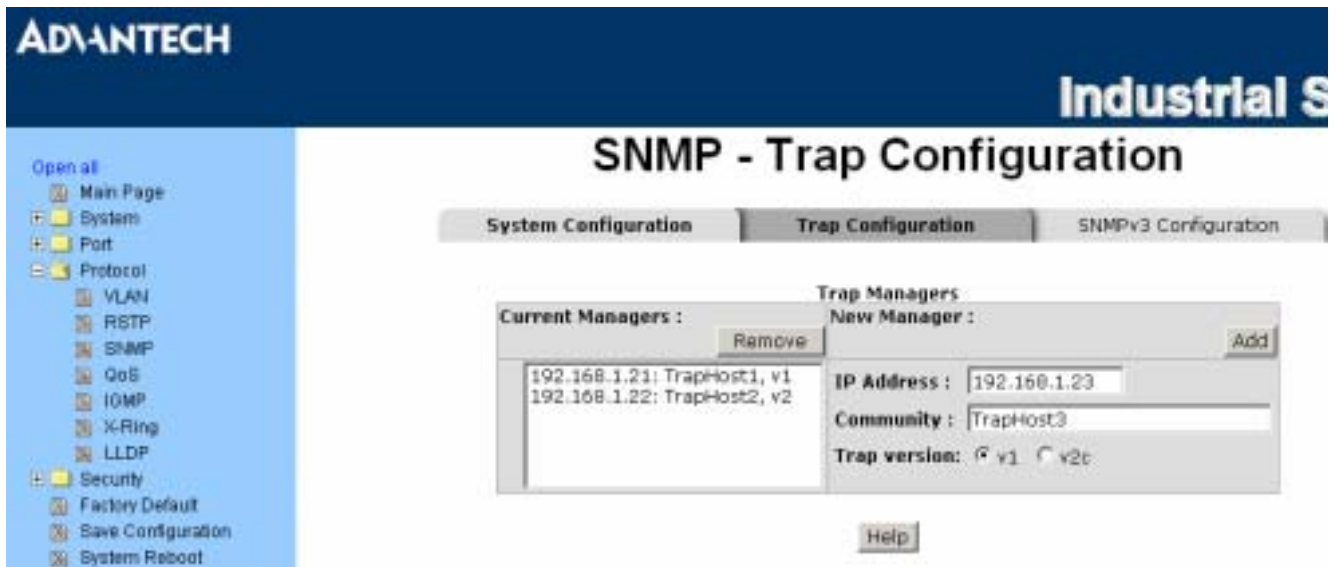 ADVANTECH
Industrial S
Open all
Main Page
System
Port
Protocol
VLAN
RSTP
SNMP
QoS
IGMP
X-Ring
LLDP
Security
Factory Default
Save Configuration
System Reboot
SNMP - Trap Configuration
System Configuration
Trap Configuration
SNMPv3 Configuration
Trap Managers
Current Managers :
New Manager :
Remove
Add
192.168.1.21: TrapHost1, v1
192.168.1.22: TrapHost2, v2
IP Address : 192.168.1.23
Community : TrapHost3
Trap version: v1 v2c
Help